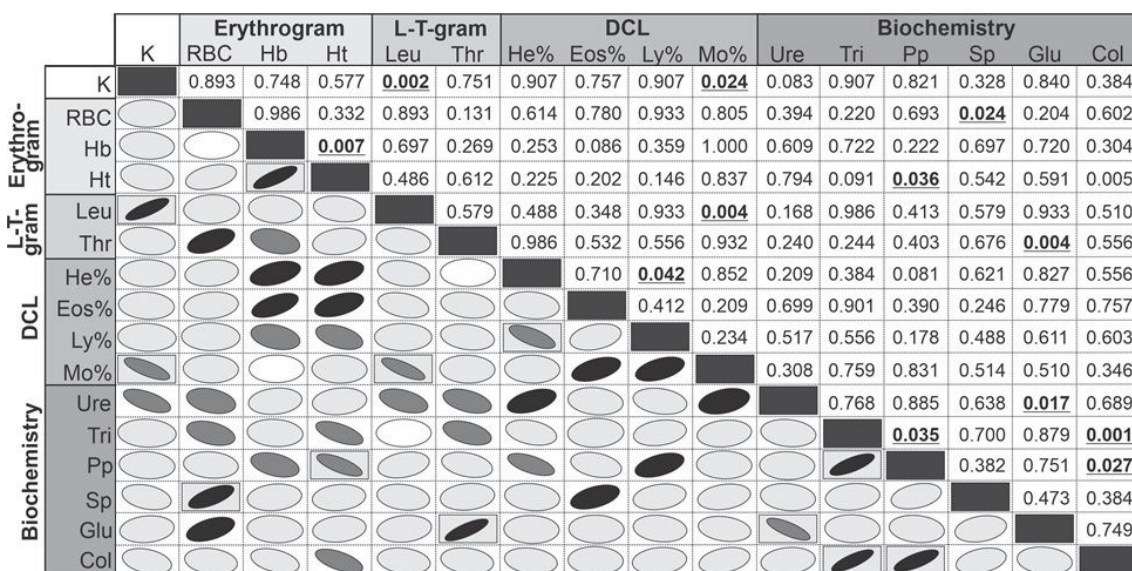 Erythrogram L-T-gram DCL Biochemistry
K RBC Hb Ht Leu Thr He% Eos% Ly% Mo% Ure Tri Pp Sp Glu Col
K 0.893 0.748 0.577 0.002 0.751 0.907 0.757 0.907 0.024 0.083 0.907 0.821 0.328 0.840 0.384
Erythro-
gram
RBC 0.986 0.332 0.893 0.131 0.614 0.780 0.933 0.805 0.394 0.220 0.693 0.024 0.204 0.602
Hb 0.007 0.697 0.269 0.253 0.086 0.359 1.000 0.609 0.722 0.222 0.697 0.720 0.304
Ht 0.486 0.612 0.225 0.202 0.146 0.837 0.794 0.091 0.036 0.542 0.591 0.005
L-T-
gram
Leu 0.579 0.488 0.348 0.933 0.004 0.168 0.986 0.413 0.579 0.933 0.510
Thr 0.986 0.532 0.556 0.932 0.240 0.244 0.403 0.676 0.004 0.556
DCL
He% 0.710 0.042 0.852 0.209 0.384 0.081 0.621 0.827 0.556
Eos% 0.412 0.209 0.699 0.901 0.390 0.246 0.779 0.757
Ly% 0.234 0.517 0.556 0.178 0.488 0.611 0.603
Mo% 0.308 0.759 0.831 0.514 0.510 0.346
Biochemistry
Ure 0.768 0.885 0.638 0.017 0.689
Tri 0.035 0.700 0.879 0.001
Pp 0.382 0.751 0.027
Sp 0.473 0.384
Glu 0.749
Col